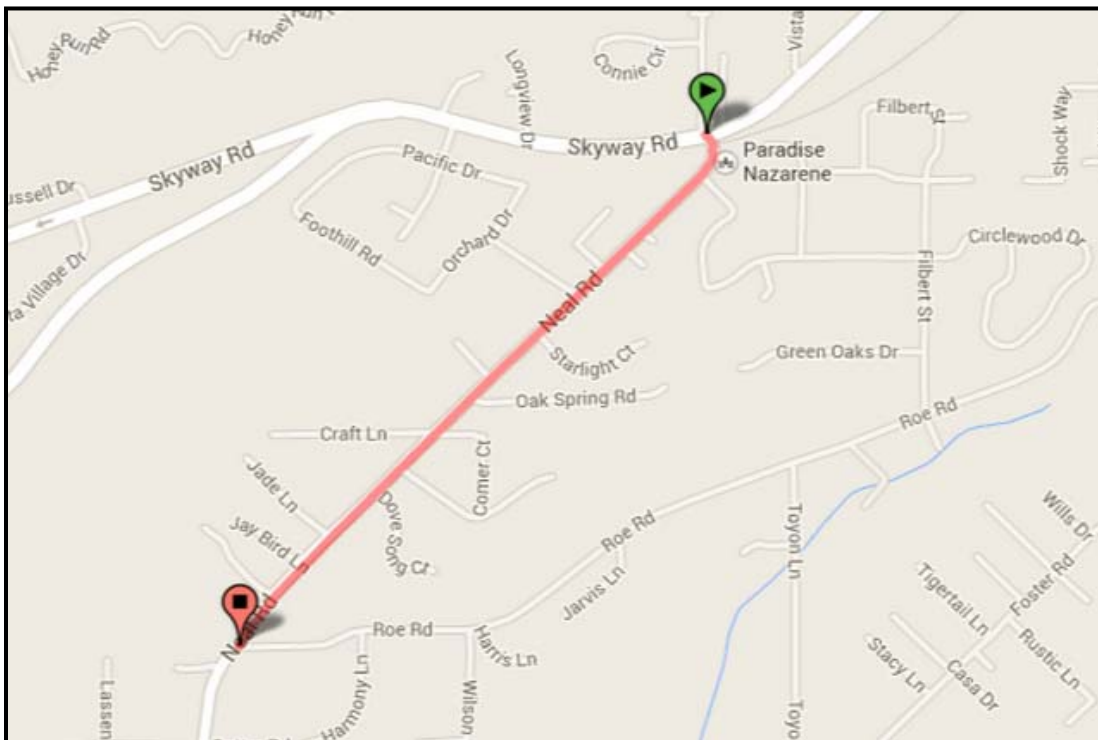 Honey Run Rd
Honey Run Rd
Connie Cir
Vista
Longview Dr
Filbert St
Shock Way
Skyway Rd
Paradise
Nazarene
Pacific Dr
Skyway Rd
ussell Dr
Foothill Rd
Orchard Dr
Circlewood Dr
ta Village Dr
Filbert St
Neal Rd
Starlight Ct
Green Oaks Dr
Oak Spring Rd
Roe Rd
Craft Ln
Corner Ct
Jade Ln
Dove Song Ct
Jay Bird Ln
Roe Rd
Toyon Ln
Wills Dr
Foster Rd
Tigertail Ln
Jarvis Ln
Neal Rd
Roe Rd
Harris Ln
Rustic Ln
Stacy Ln
Casa Dr
Lassen
Harmony Ln
Wilson
Toyo